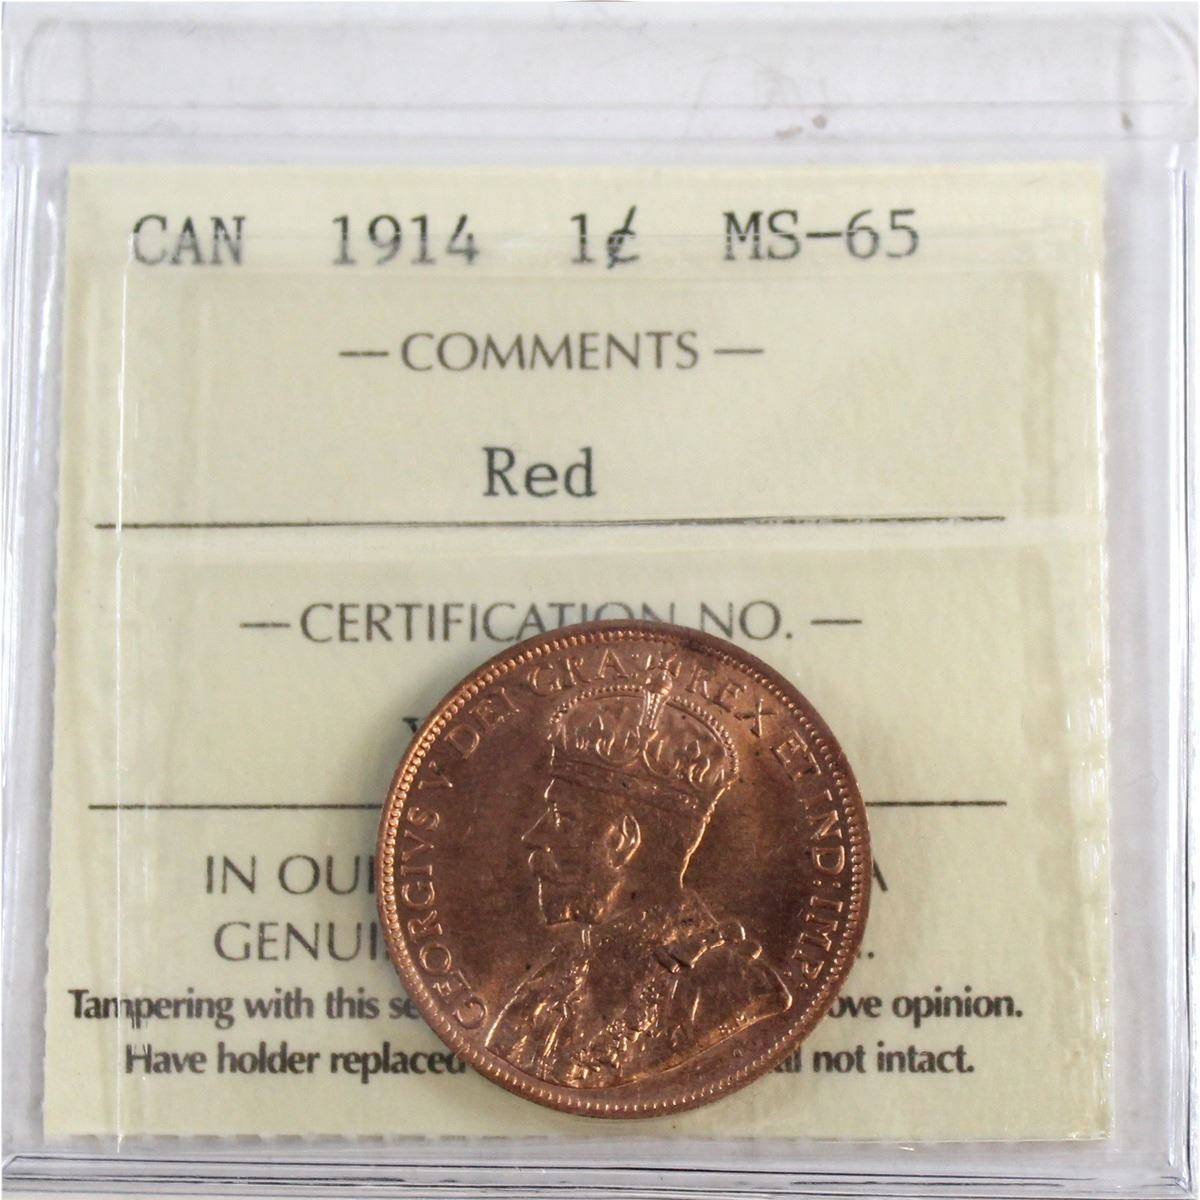 CAN 1914 1¢ MS-65
— COMMENTS —
Red
— CERTIFICATION NO. —
GEORGIVS V DEI GRA: REX ET IND: IMP:
IN OU A
GENUI .
Tampering with this se ove opinion.
Have holder replaced al not intact.